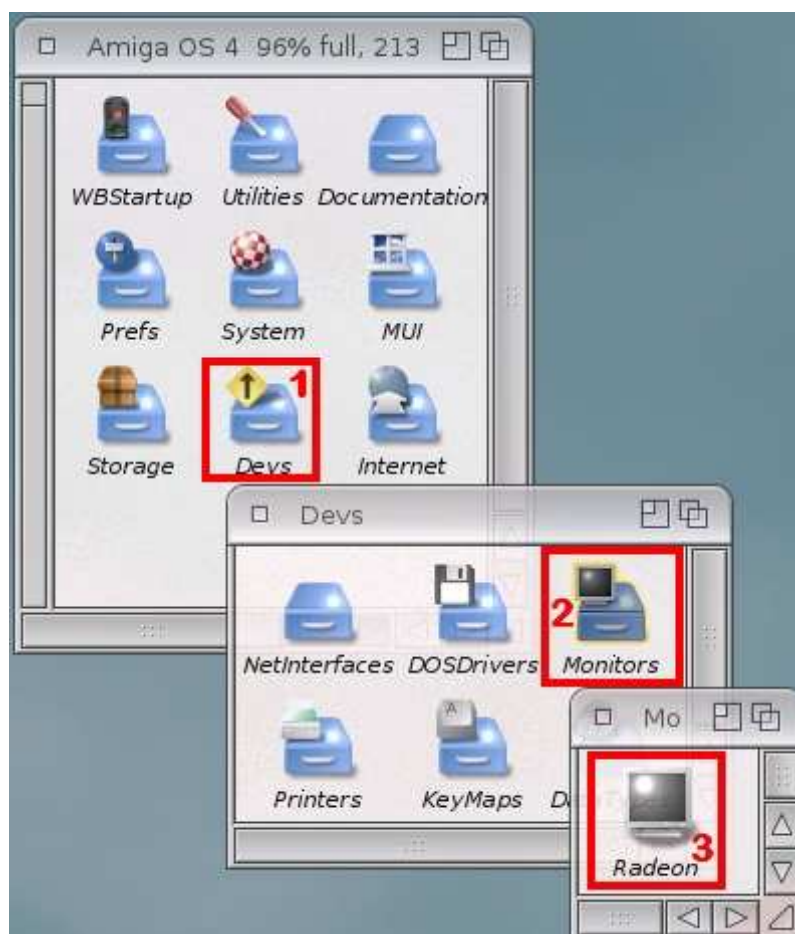 Amiga OS 4 96% full, 213
WBStartup Utilities Documentation
Prefs System MUI
1
Storage Devs Internet
Devs
2
NetInterfaces DOSDrivers Monitors
A
Mo
Printers KeyMaps
3
Radeon